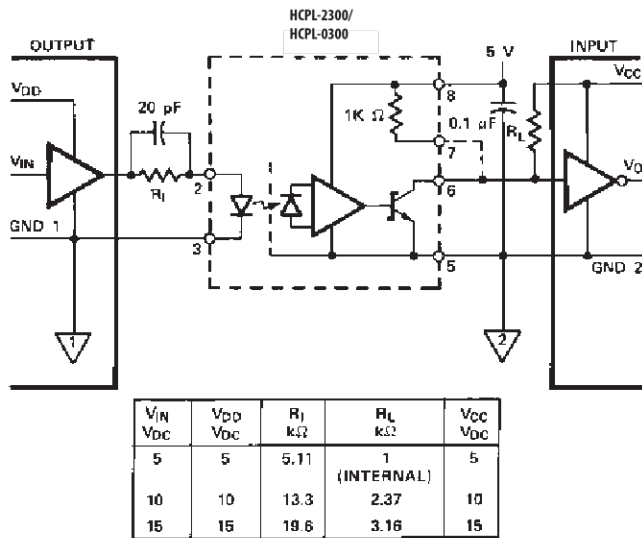 HCPL-2300/
HCPL-0300
OUTPUT
INPUT
5 V
VDD
VCC
20 pF
8
1K Ω
0.1 µF
RL
7
VIN
RI
2
6
VO
GND 1
3
5
GND 2
1
2
VIN VDC VDD VDC RI kΩ RL kΩ VCC VDC
5 5 5.11 1 (INTERNAL) 5
10 10 13.3 2.37 10
15 15 19.6 3.16 15